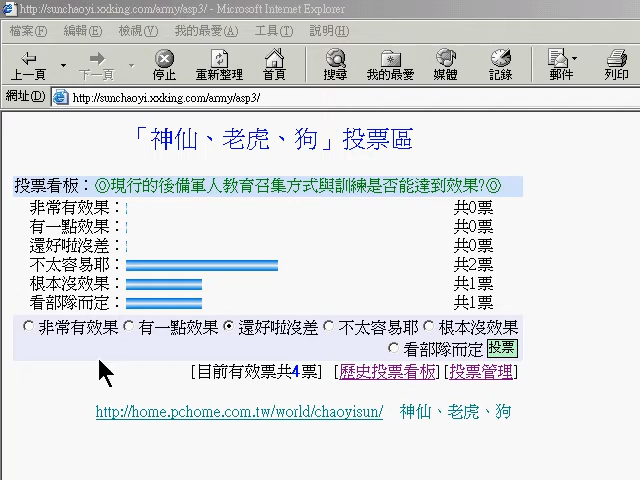 http://sunchaoyi.xxking.com/army/asp3/ - Microsoft Internet Explorer
檔案(F) 編輯(E) 檢視(V) 我的最愛(A) 工具(T) 說明(H)
上一頁 下一頁 停止 重新整理 首頁 搜尋 我的最愛 媒體 記錄 郵件 列印
網址(D) http://sunchaoyi.xxking.com/army/asp3/
「神仙、老虎、狗」投票區
投票看板：◎現行的後備軍人教育召集方式與訓練是否能達到效果?◎
非常有效果： 共0票
有一點效果： 共0票
還好啦沒差： 共0票
不太容易耶： 共2票
根本沒效果： 共1票
看部隊而定： 共1票
非常有效果 有一點效果 還好啦沒差 不太容易耶 根本沒效果
看部隊而定 投票
[目前有效票共4票] [歷史投票看板][投票管理]
http://home.pchome.com.tw/world/chaoyisun/ 神仙、老虎、狗